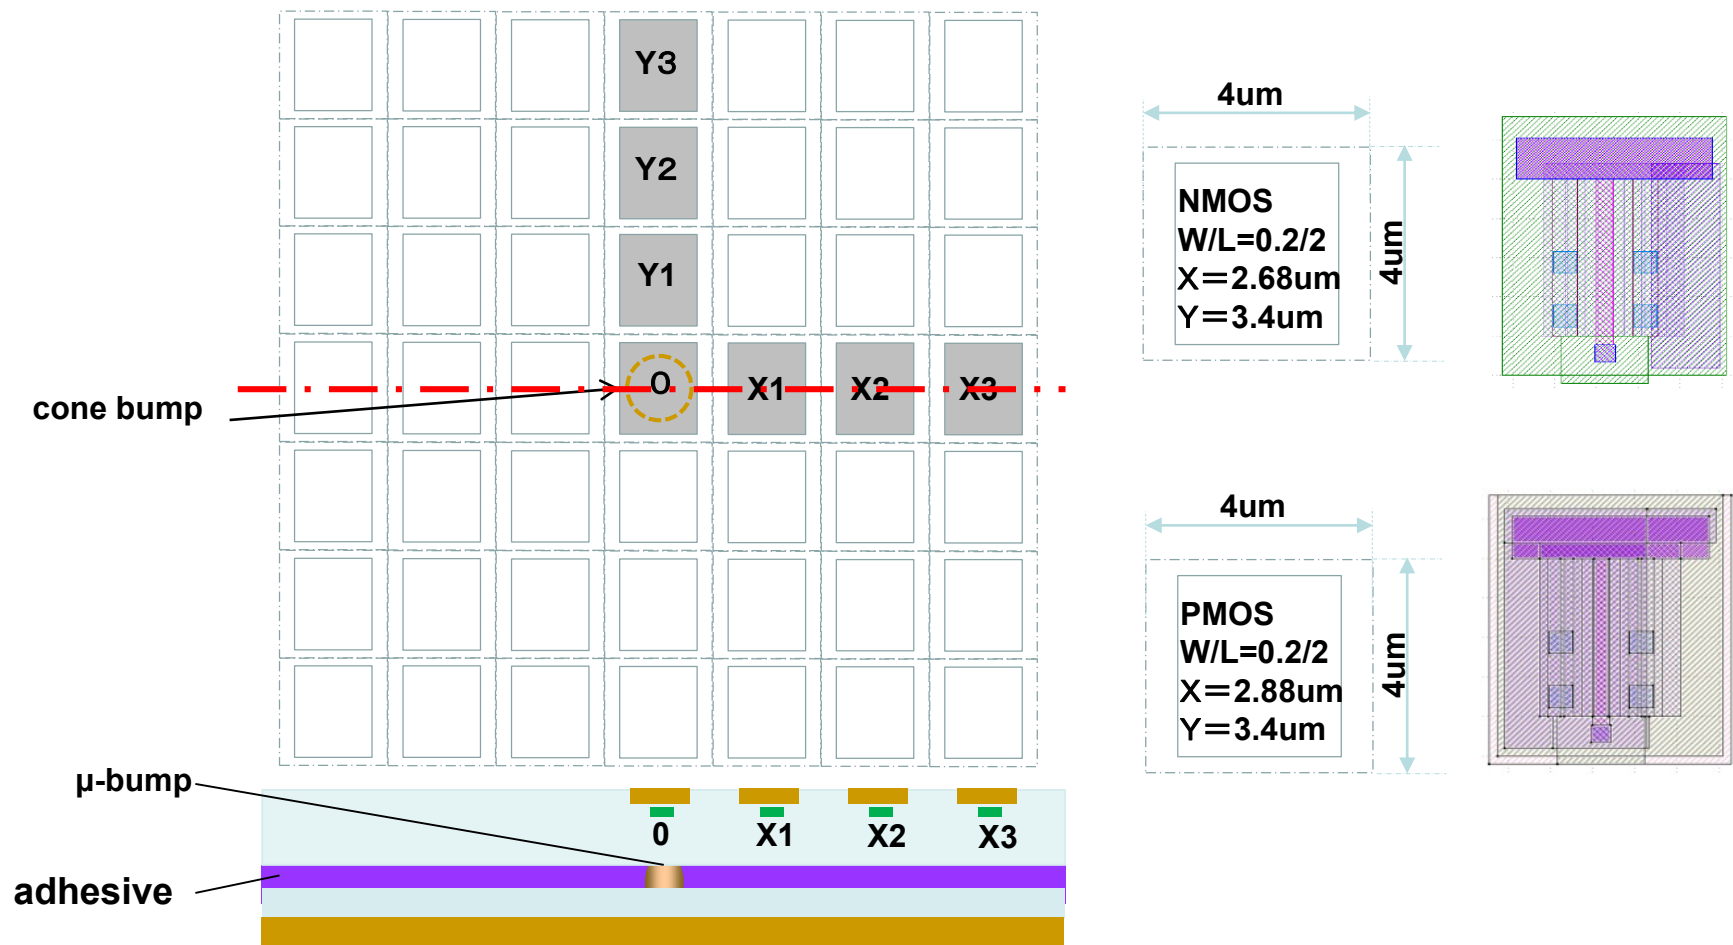 Y3
Y2
Y1
0
X1
X2
X3
cone bump
4um
4um
NMOS
W/L=0.2/2
X＝2.68um
Y＝3.4um
4um
4um
PMOS
W/L=0.2/2
X＝2.88um
Y＝3.4um
µ-bump
0
X1
X2
X3
adhesive